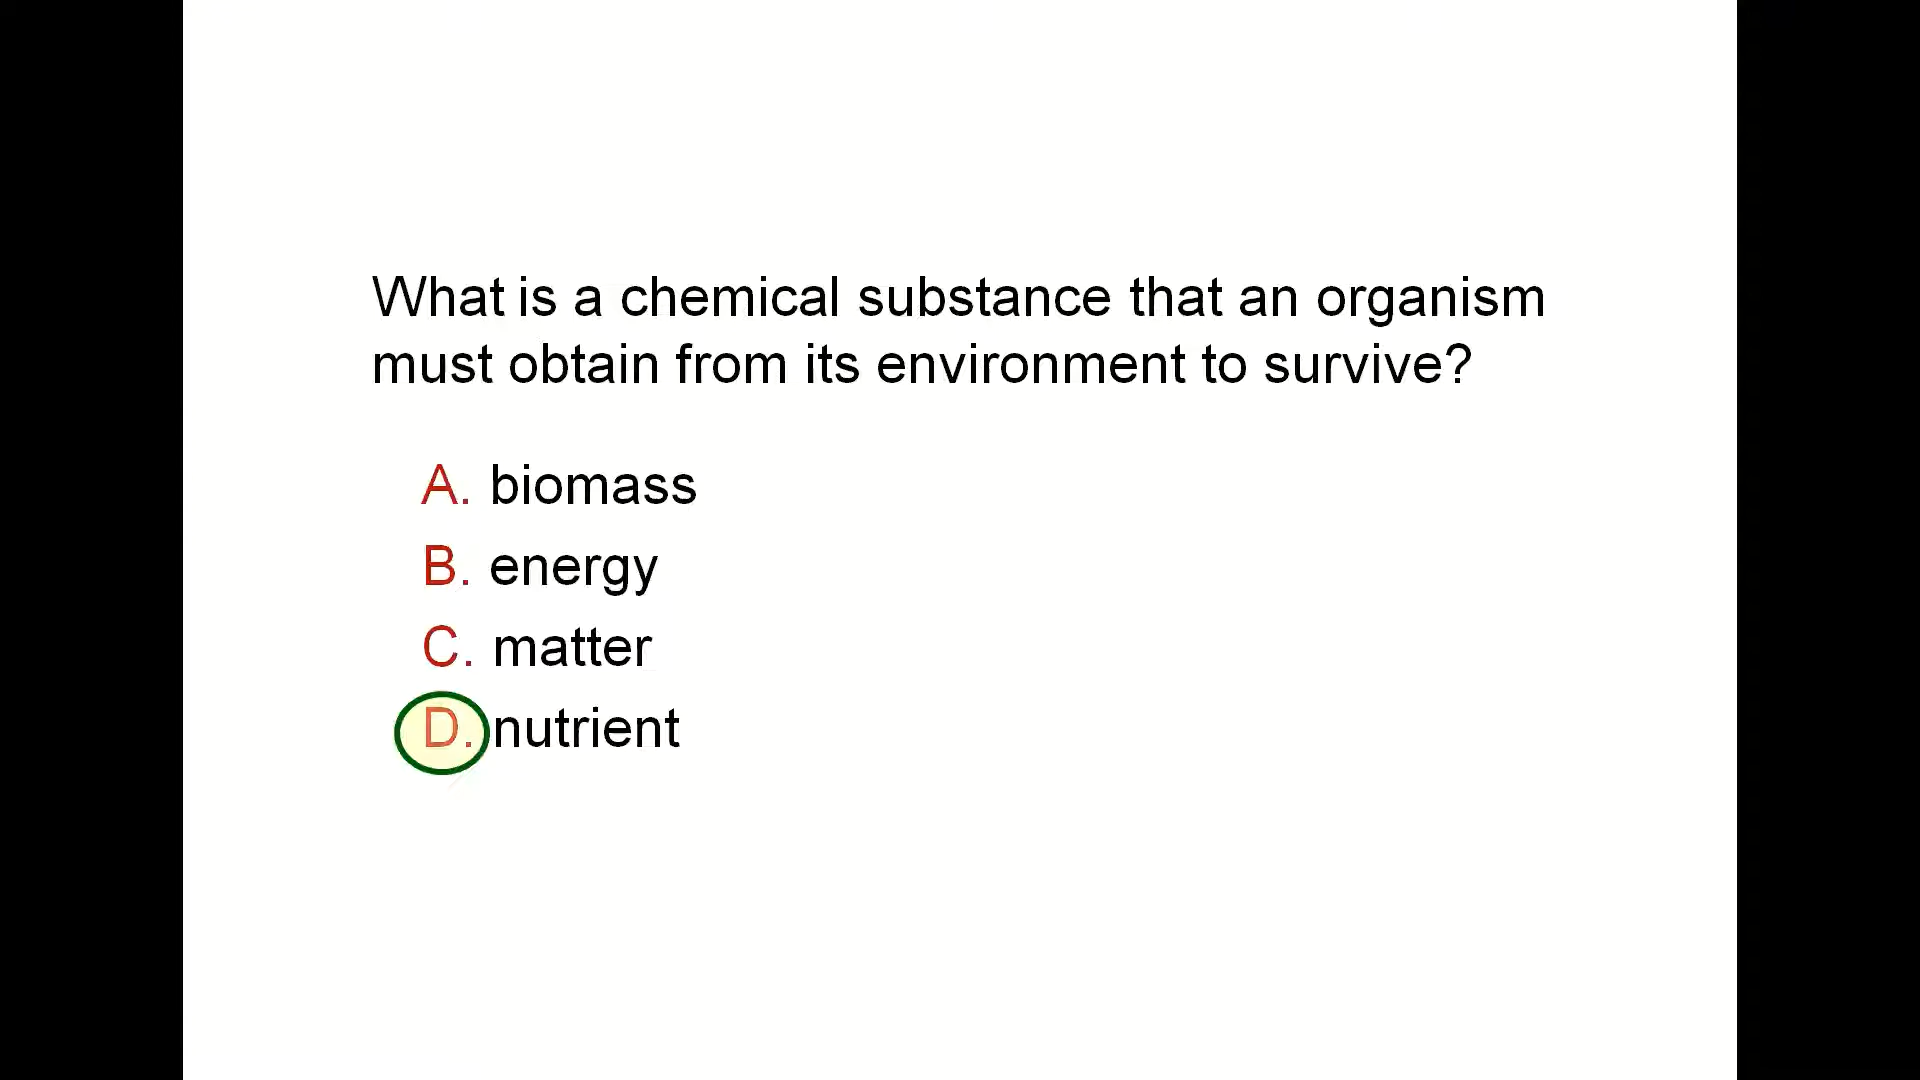 What is a chemical substance that an organism
must obtain from its environment to survive?
A. biomass
B. energy
C. matter
D. nutrient